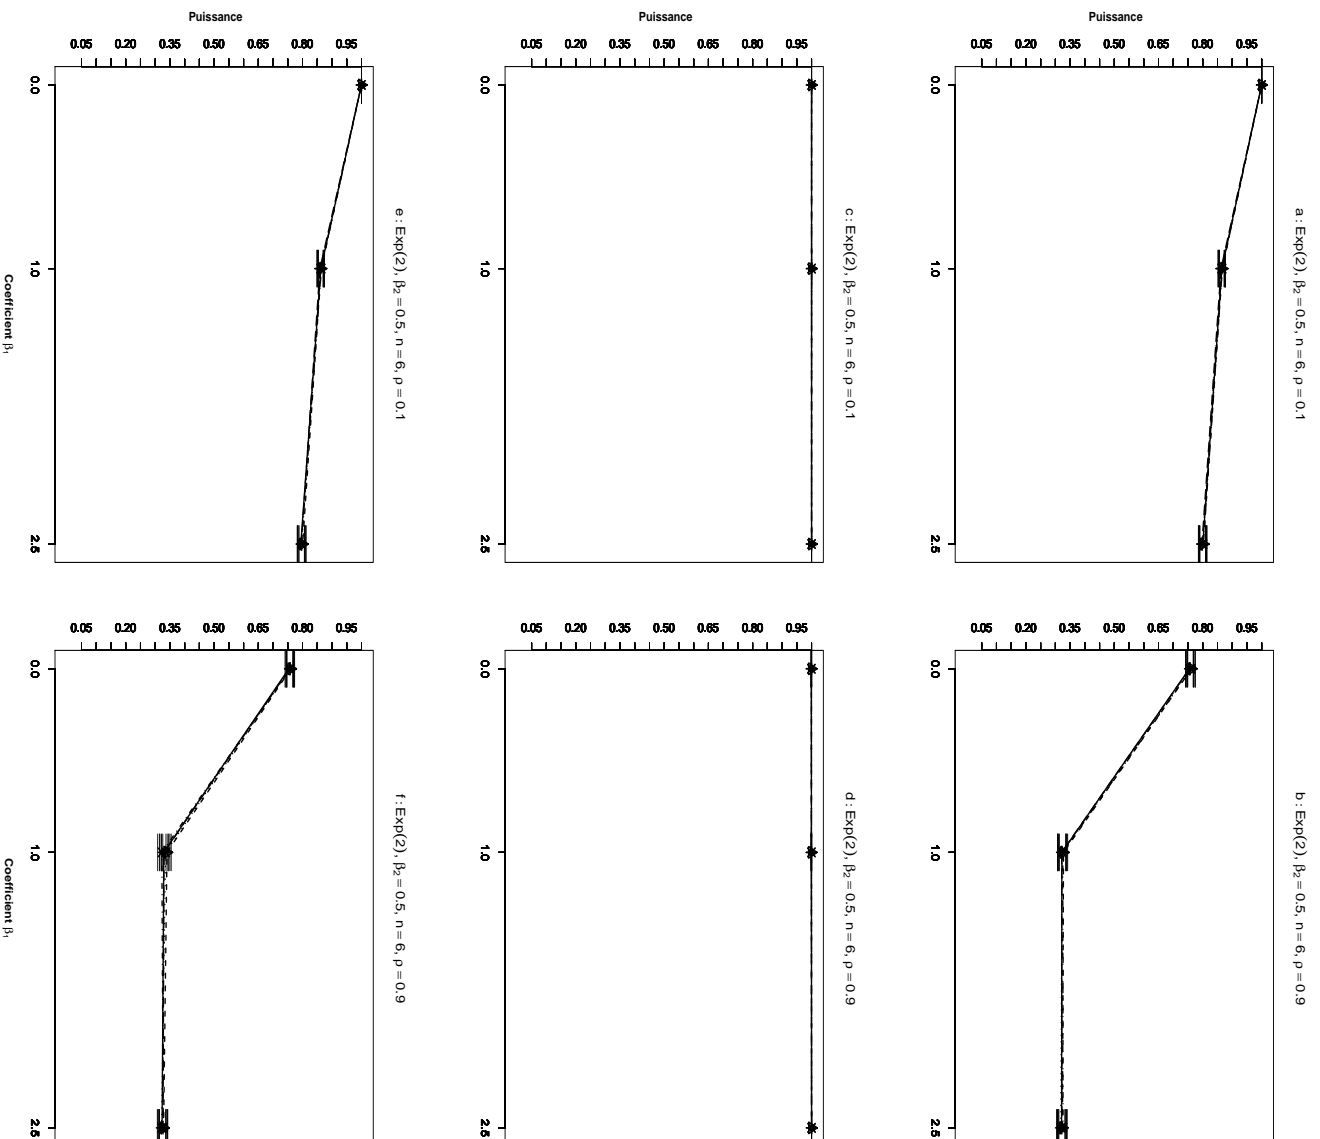 a : Exp(2), β₂ = 0.5, n = 6, ρ = 0.1
Puissance
0.05 0.20 0.35 0.50 0.65 0.80 0.95
0.0 1.0 2.5
b : Exp(2), β₂ = 0.5, n = 6, ρ = 0.9
0.05 0.20 0.35 0.50 0.65 0.80 0.95
0.0 1.0 2.5
c : Exp(2), β₂ = 0.5, n = 6, ρ = 0.1
Puissance
0.05 0.20 0.35 0.50 0.65 0.80 0.95
0.0 1.0 2.5
d : Exp(2), β₂ = 0.5, n = 6, ρ = 0.9
0.05 0.20 0.35 0.50 0.65 0.80 0.95
0.0 1.0 2.5
e : Exp(2), β₂ = 0.5, n = 6, ρ = 0.1
Puissance
0.05 0.20 0.35 0.50 0.65 0.80 0.95
0.0 1.0 2.5
Coefficient β₁
f : Exp(2), β₂ = 0.5, n = 6, ρ = 0.9
0.05 0.20 0.35 0.50 0.65 0.80 0.95
0.0 1.0 2.5
Coefficient β₁